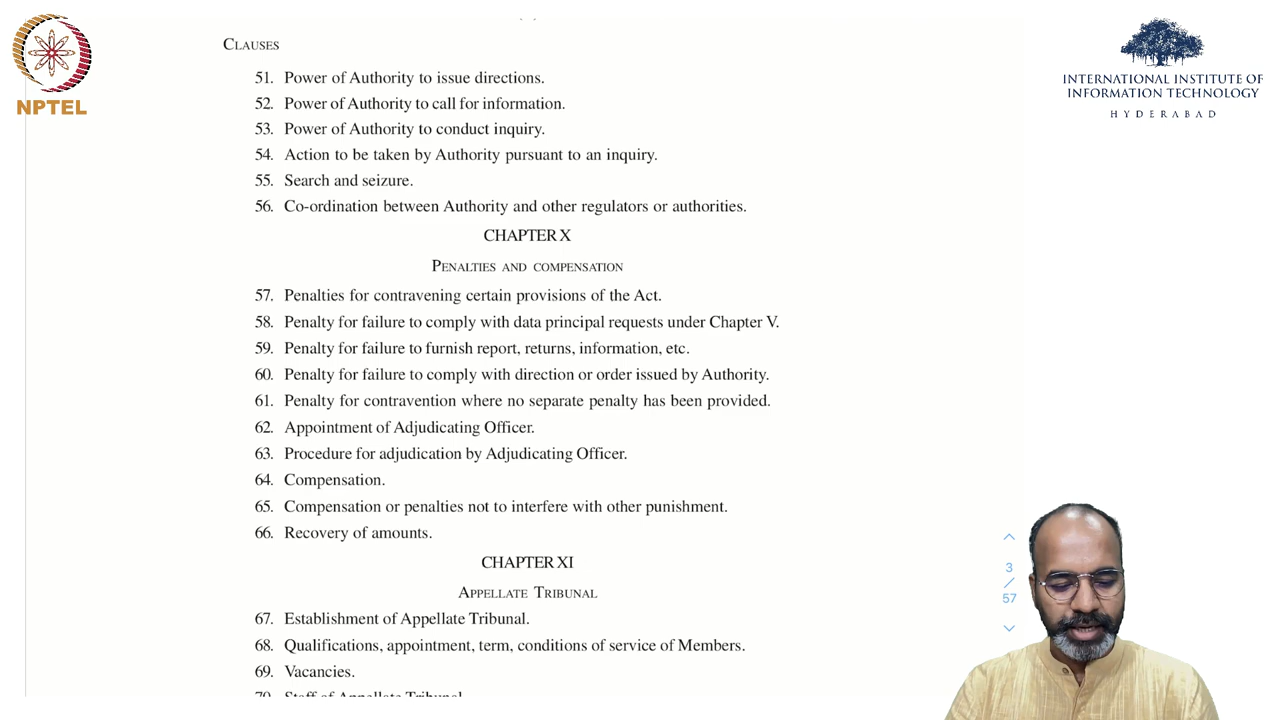 NPTEL
INTERNATIONAL INSTITUTE OF
INFORMATION TECHNOLOGY
HYDERABAD
CLAUSES
51. Power of Authority to issue directions.
52. Power of Authority to call for information.
53. Power of Authority to conduct inquiry.
54. Action to be taken by Authority pursuant to an inquiry.
55. Search and seizure.
56. Co-ordination between Authority and other regulators or authorities.
CHAPTER X
PENALTIES AND COMPENSATION
57. Penalties for contravening certain provisions of the Act.
58. Penalty for failure to comply with data principal requests under Chapter V.
59. Penalty for failure to furnish report, returns, information, etc.
60. Penalty for failure to comply with direction or order issued by Authority.
61. Penalty for contravention where no separate penalty has been provided.
62. Appointment of Adjudicating Officer.
63. Procedure for adjudication by Adjudicating Officer.
64. Compensation.
65. Compensation or penalties not to interfere with other punishment.
66. Recovery of amounts.
CHAPTER XI
APPELLATE TRIBUNAL
67. Establishment of Appellate Tribunal.
68. Qualifications, appointment, term, conditions of service of Members.
69. Vacancies.
70. Staff of Appellate Tribunal
3
/
57